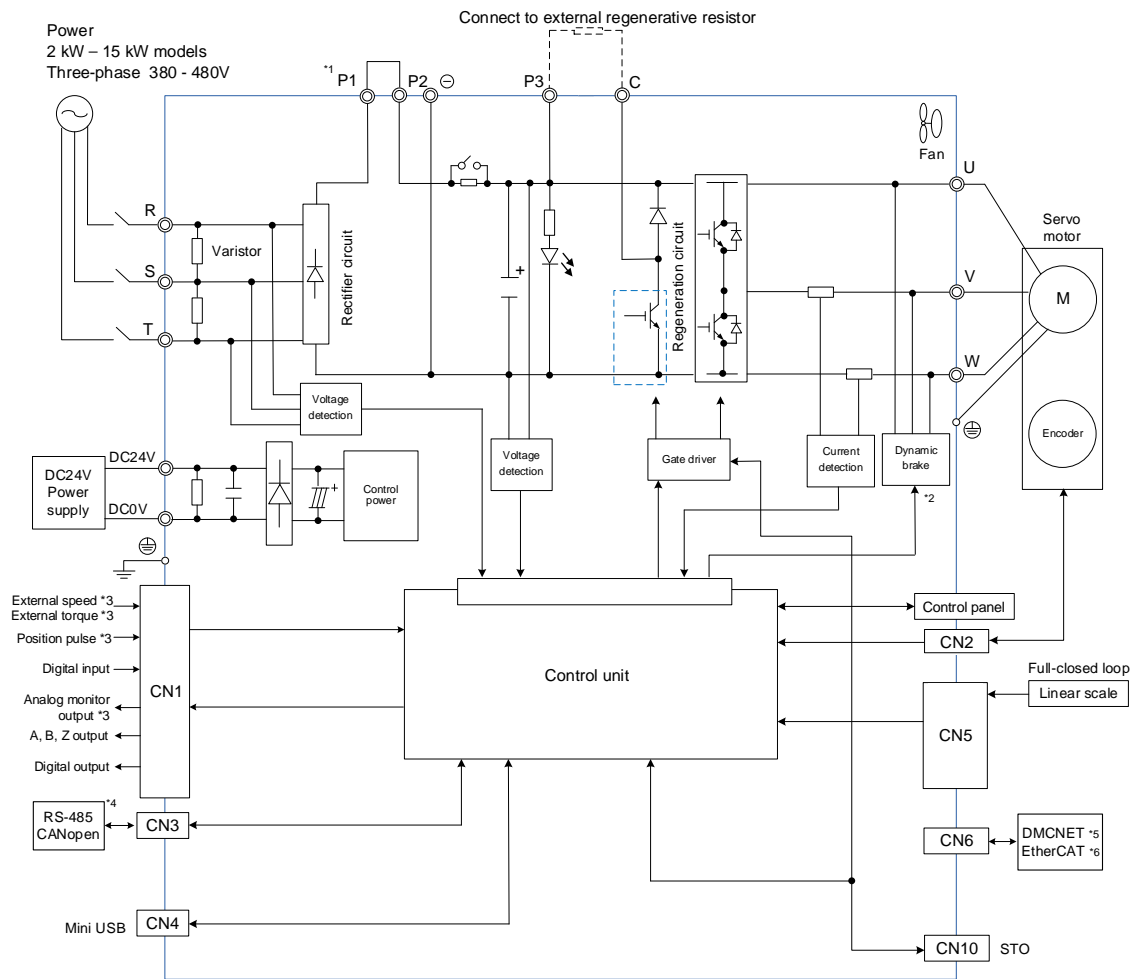 Connect to external regenerative resistor
Power
2 kW – 15 kW models
Three-phase 380 - 480V
*1
P1
P2
P3
C
Fan
U
R
Varistor
Rectifier circuit
Regeneration circuit
Servo
motor
S
V
M
T
W
Voltage
detection
Encoder
DC24V
DC24V
Power
supply
DC0V
Control
power
Voltage
detection
Gate driver
Current
detection
Dynamic
brake
*2
External speed *3
External torque *3
Position pulse *3
Digital input
Analog monitor
output *3
A, B, Z output
Digital output
CN1
Control unit
Control panel
CN2
Full-closed loop
Linear scale
CN5
RS-485
CANopen
*4
CN3
CN6
DMCNET *5
EtherCAT *6
Mini USB
CN4
CN10
STO